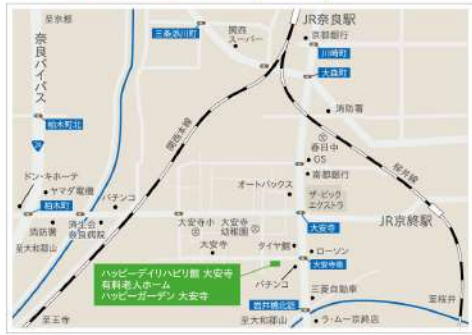 至京都
奈良バイパス
三条添川町
関西
スーパー
JR奈良駅
京都銀行
川崎町
大森町
消防署
柏木町北
24
関西本線
春日中
GS
桜井線
南都銀行
ドン・キホーテ
ヤマダ電機
オートバックス
ザ・ビッグ
エクストラ
柏木町
パチンコ
消防署
済生会
奈良病院
至大和郡山
大安寺小
大安寺
幼稚園
大安寺
大安寺
JR京終駅
タイヤ館
ローソン
大安寺南
ハッピーデイリハビリ館 大安寺
有料老人ホーム
ハッピーガーデン 大安寺
パチンコ
三菱自動車
岩井橋北詰
至王寺
至大和郡山
ラ・ムー京終店
至桜井